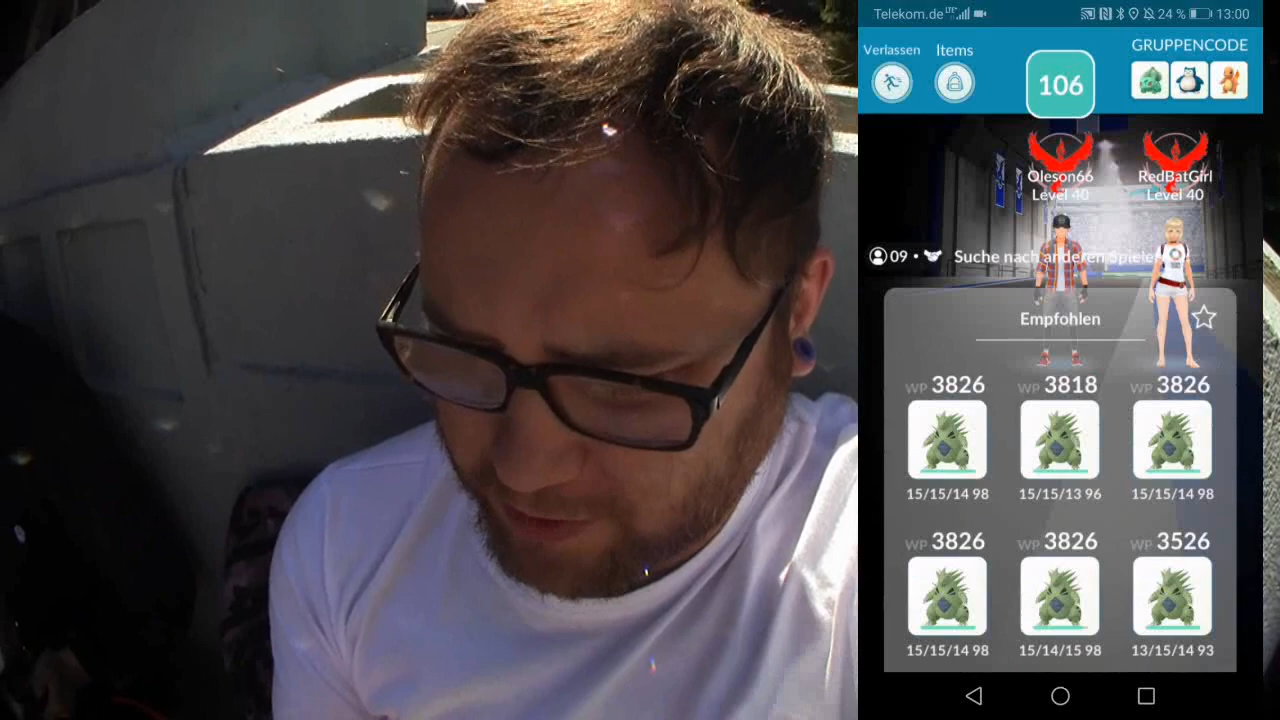 Telekom.de LTE 24 % 13:00
Verlassen Items 106 GRUPPENCODE
Oleson66 RedBatGirl
Level 40 Level 40
09 • Suche nach anderen Spielern
Empfohlen
WP 3826 WP 3818 WP 3826
15/15/14 98 15/15/13 96 15/15/14 98
WP 3826 WP 3826 WP 3526
15/15/14 98 15/14/15 98 13/15/14 93